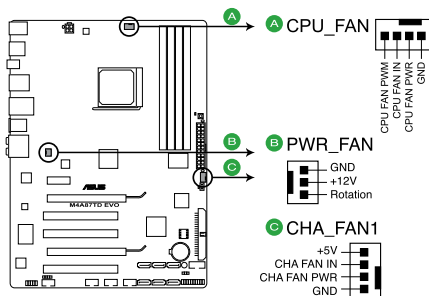 A
A CPU_FAN
CPU FAN PWM
CPU FAN IN
CPU FAN PWR
GND
B
B PWR_FAN
GND
+12V
Rotation
C
C CHA_FAN1
+5V
CHA FAN IN
CHA FAN PWR
GND
ASUS
M4A87TD EVO